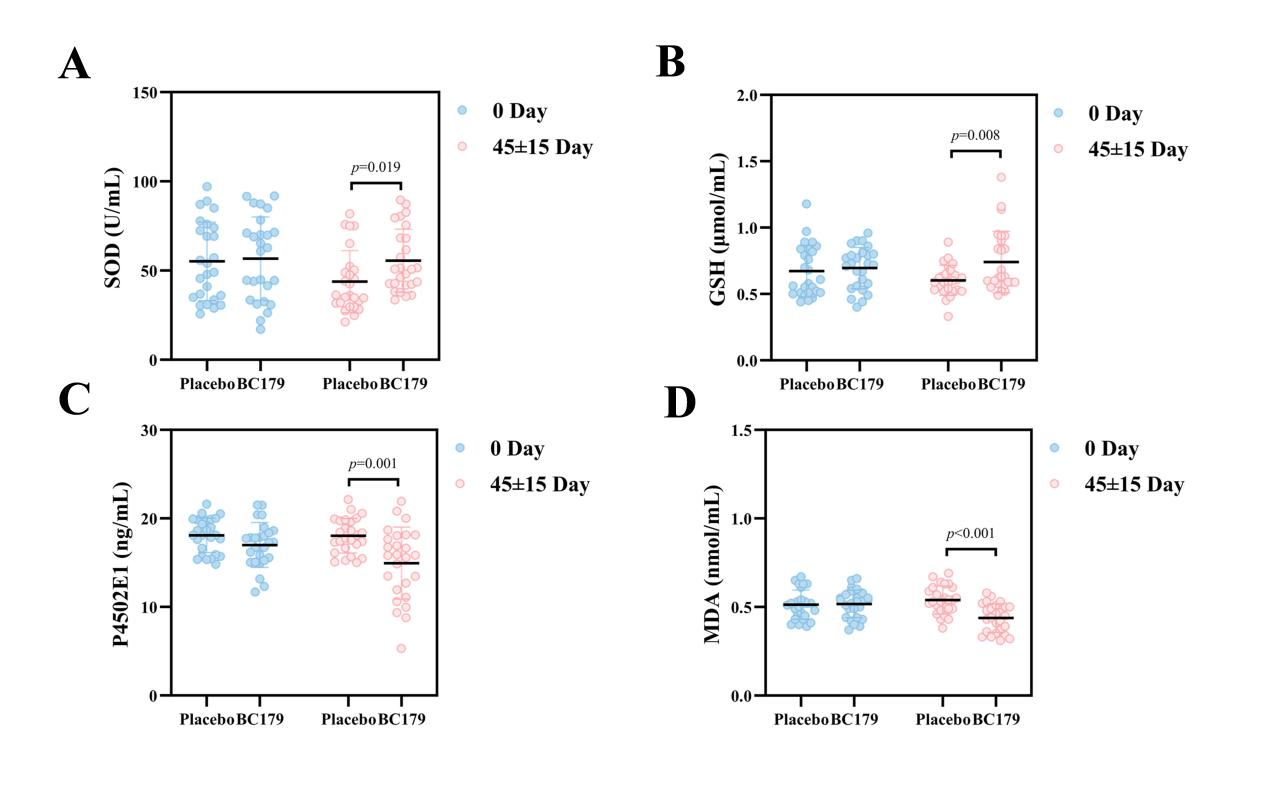 A
SOD (U/mL)
150
100
50
0
p=0.019
Placebo BC179 Placebo BC179
0 Day
45±15 Day
B
GSH (μmol/mL)
2.0
1.5
1.0
0.5
0.0
p=0.008
Placebo BC179 Placebo BC179
0 Day
45±15 Day
C
P4502E1 (ng/mL)
30
20
10
0
p=0.001
Placebo BC179 Placebo BC179
0 Day
45±15 Day
D
MDA (nmol/mL)
1.5
1.0
0.5
0.0
p<0.001
Placebo BC179 Placebo BC179
0 Day
45±15 Day